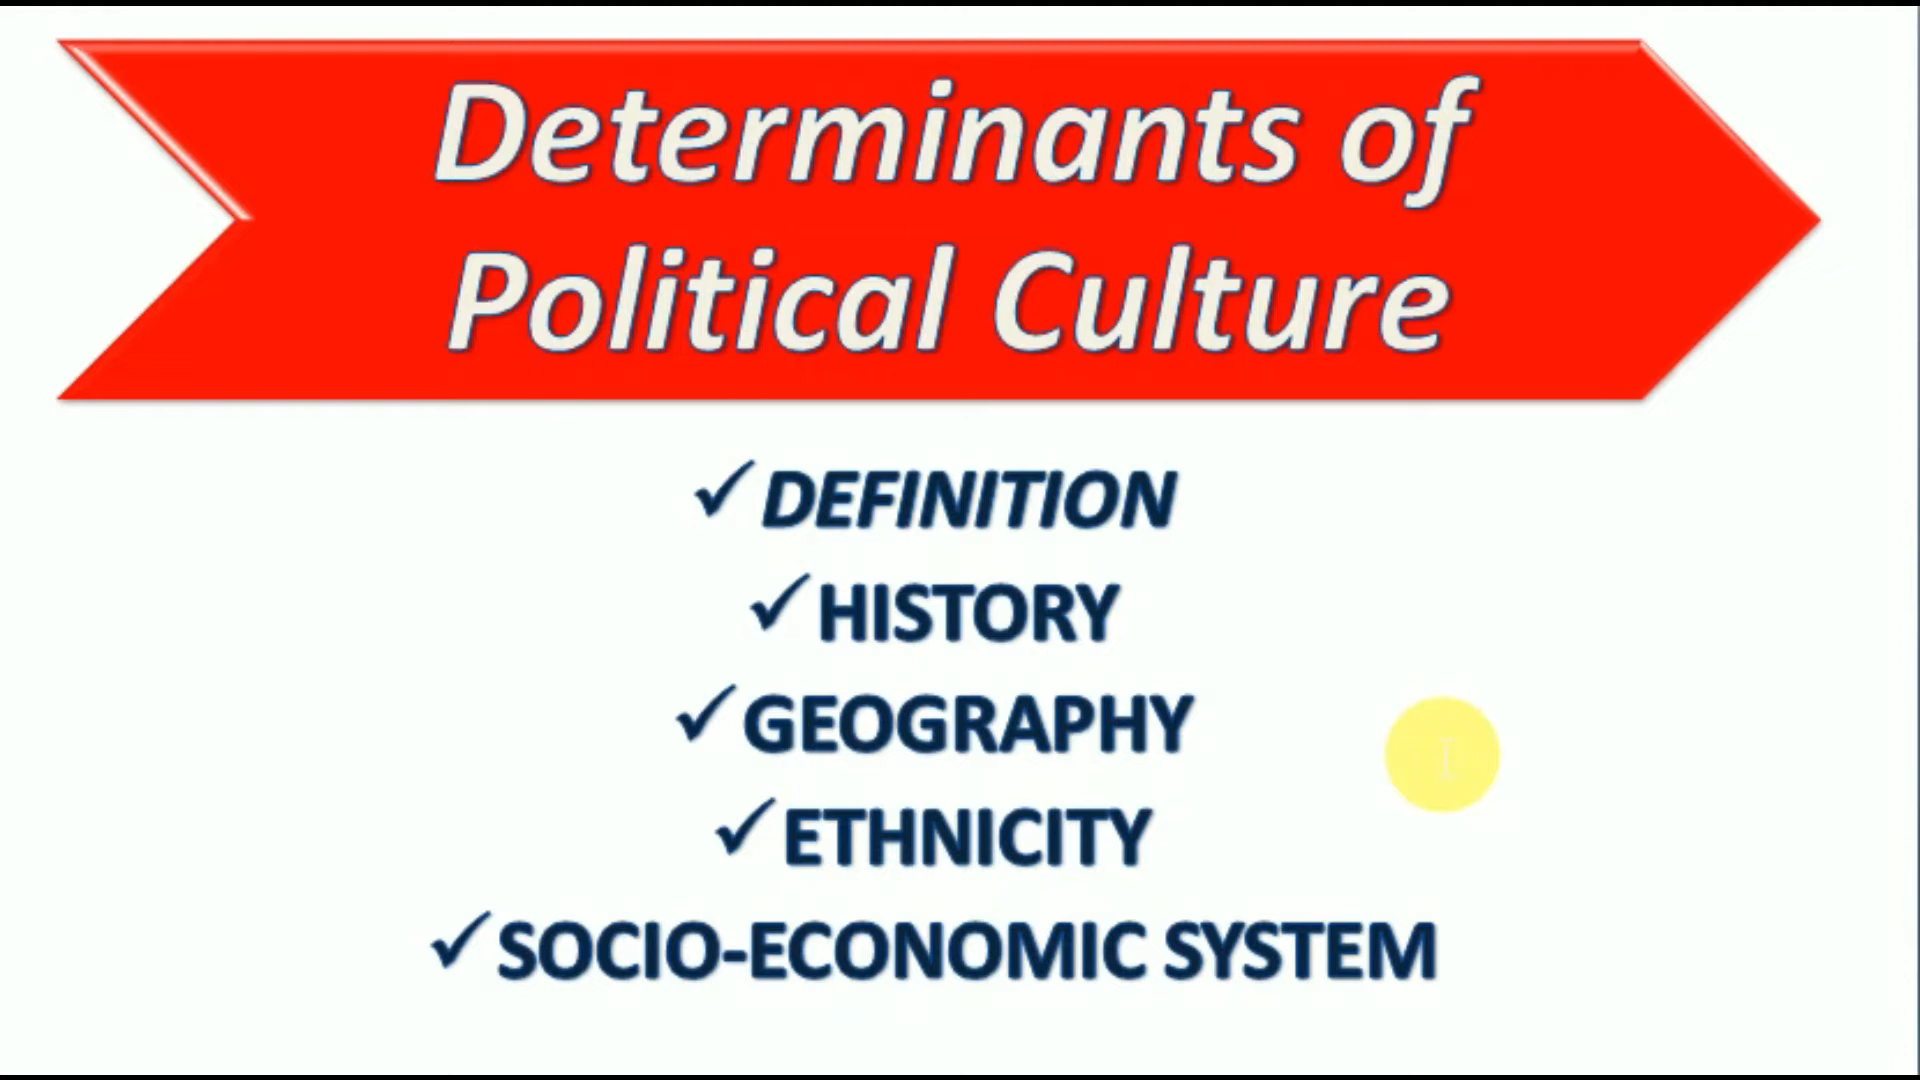 Determinants of
Political Culture
✓DEFINITION
✓HISTORY
✓GEOGRAPHY
✓ETHNICITY
✓SOCIO-ECONOMIC SYSTEM